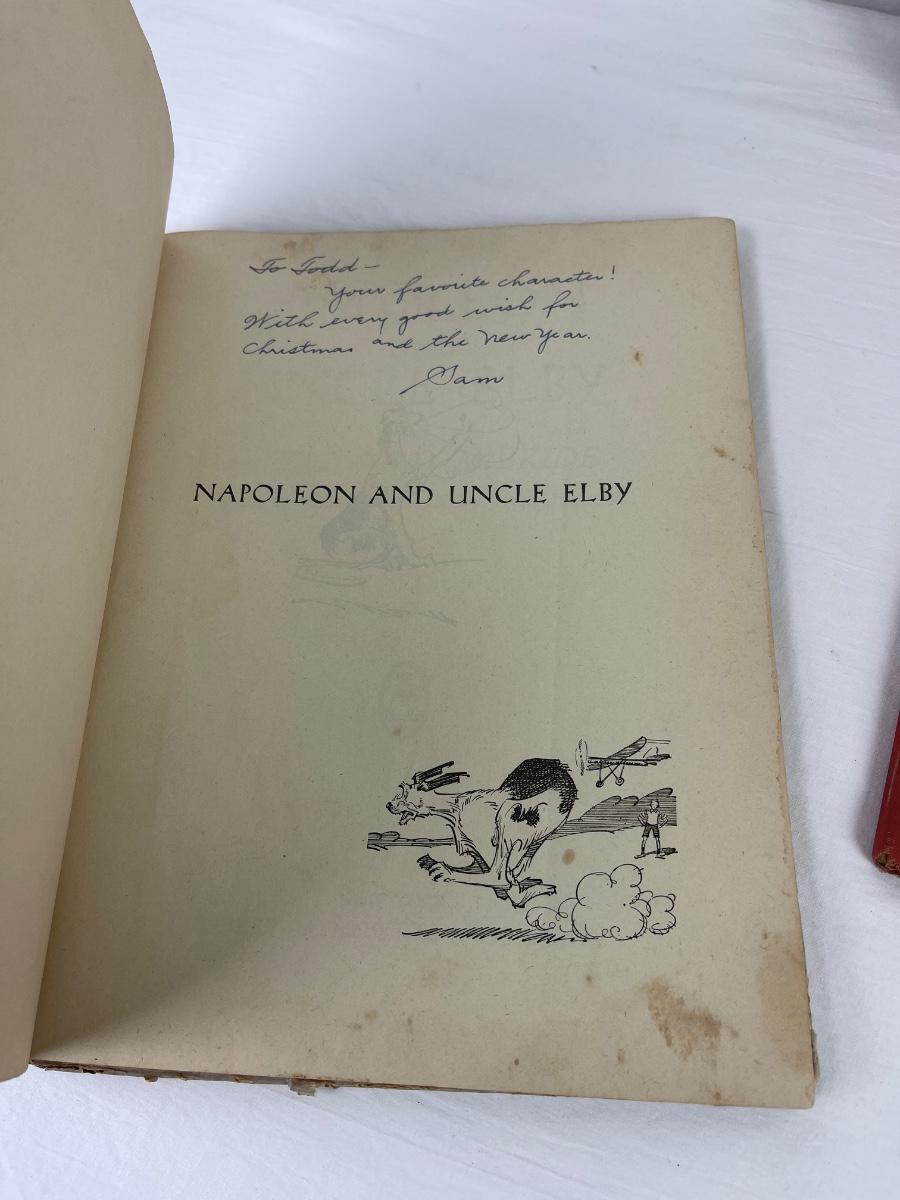 To Todd—
Your favorite character!
With every good wish for
Christmas and the New Year.
Sam
NAPOLEON AND UNCLE ELBY